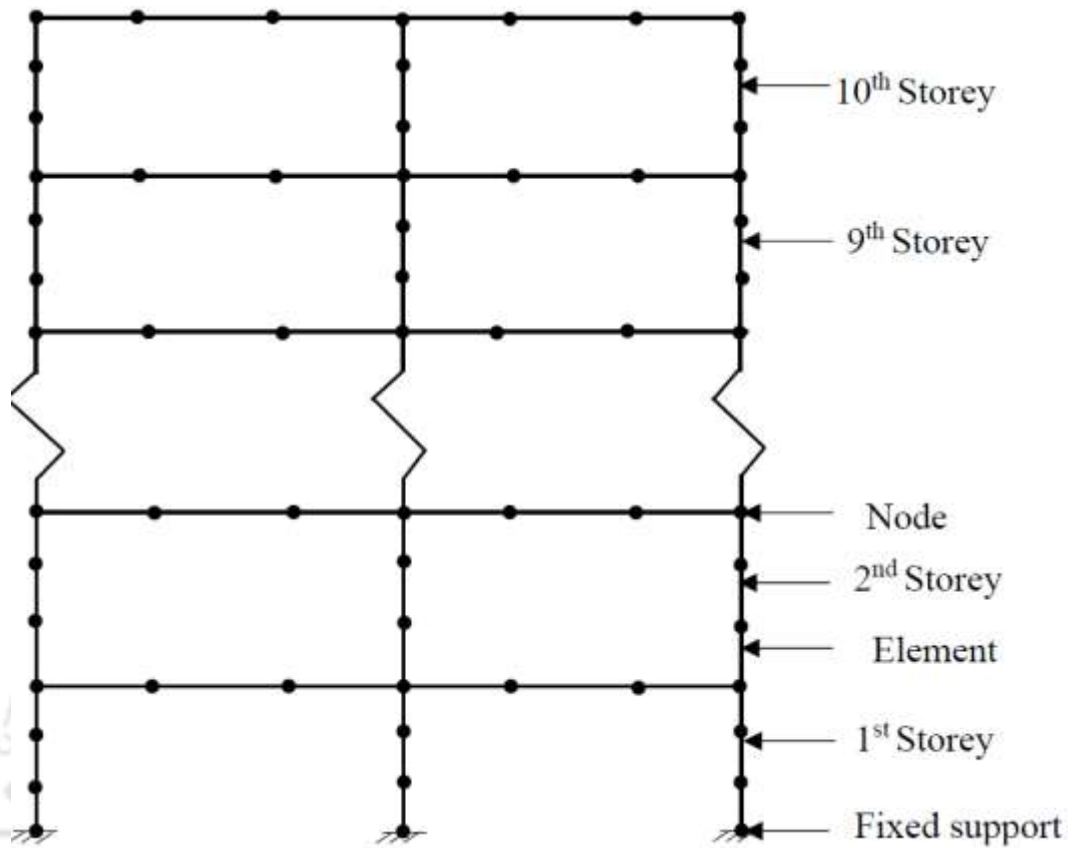 10th Storey
9th Storey
Node
2nd Storey
Element
1st Storey
Fixed support